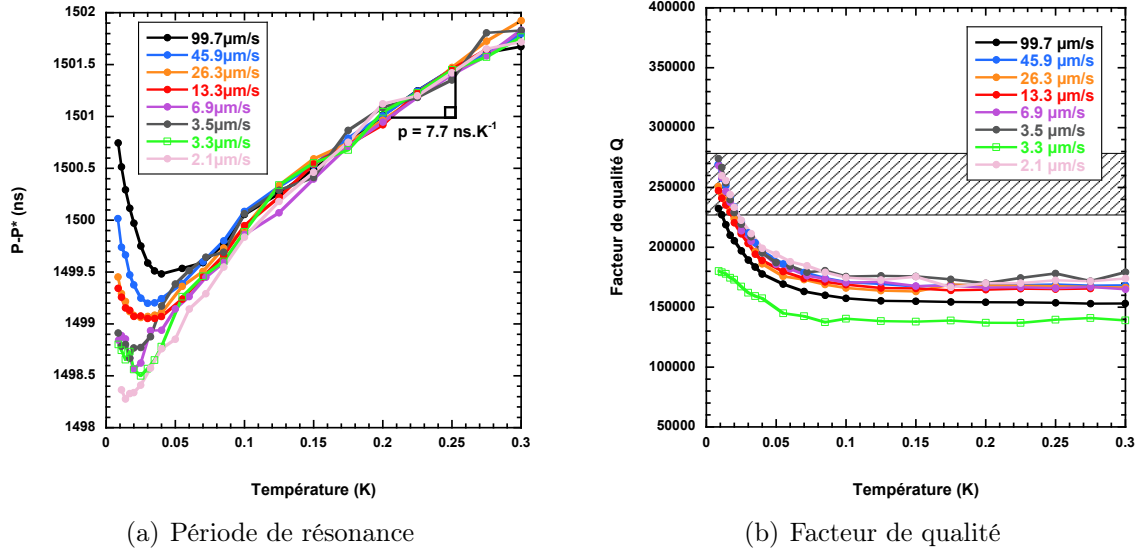 1502
1501.5
1501
1500.5
1500
1499.5
1499
1498.5
1498
P-P* (ns)
99.7µm/s
45.9µm/s
26.3µm/s
13.3µm/s
6.9µm/s
3.5µm/s
3.3µm/s
2.1µm/s
p = 7.7 ns.K⁻¹
0 0.05 0.1 0.15 0.2 0.25 0.3
Température (K)
(a) Période de résonance
400000
350000
300000
250000
200000
150000
100000
50000
Facteur de qualité Q
99.7 µm/s
45.9 µm/s
26.3 µm/s
13.3 µm/s
6.9 µm/s
3.5 µm/s
3.3 µm/s
2.1 µm/s
0 0.05 0.1 0.15 0.2 0.25 0.3
Température (K)
(b) Facteur de qualité